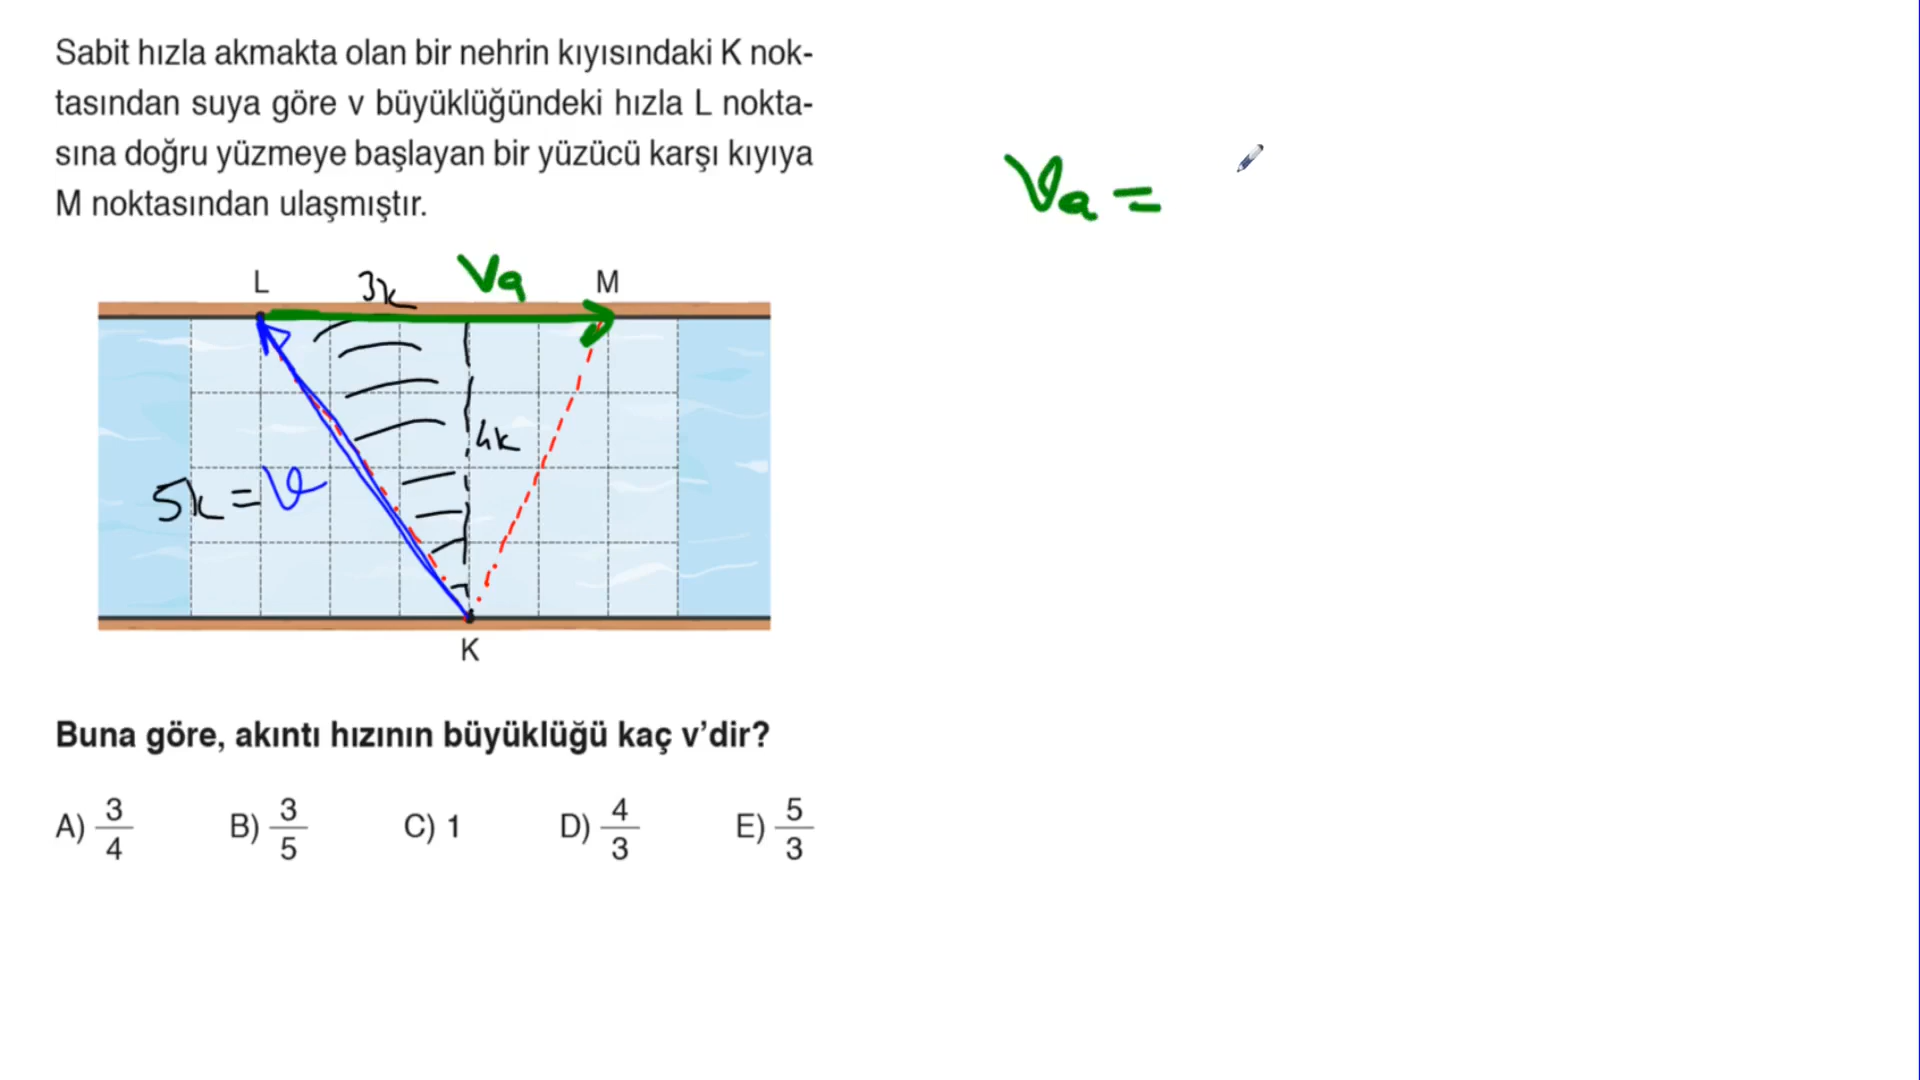 Sabit hızla akmakta olan bir nehrin kıyısındaki K nok-
tasından suya göre v büyüklüğündeki hızla L nokta-
sına doğru yüzmeye başlayan bir yüzücü karşı kıyıya
M noktasından ulaşmıştır.
Va =
L 3k Va M
4k
5k = v
K
Buna göre, akıntı hızının büyüklüğü kaç v'dir?
A) 3/4 B) 3/5 C) 1 D) 4/3 E) 5/3